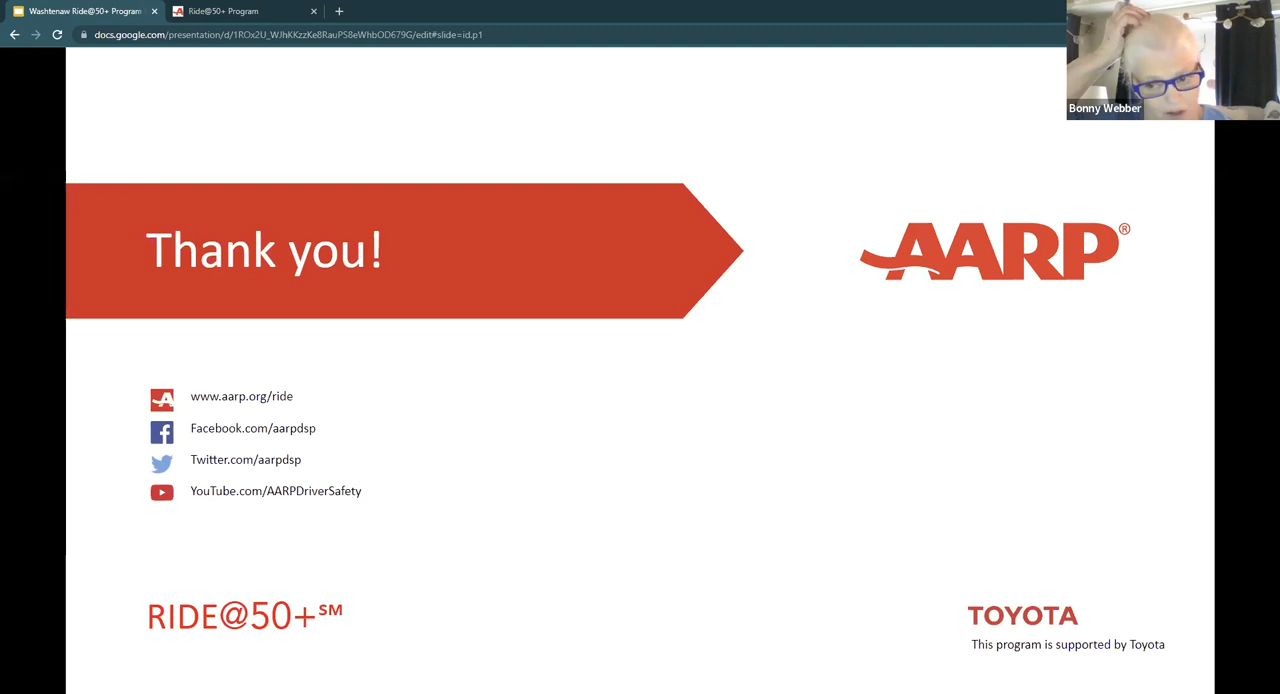 Washtenaw Ride@50+ Program
Ride@50+ Program
docs.google.com/presentation/d/1ROx2U_WJhKKzzKe8RauPS8eWhbOD679G/edit#slide=id.p1
Bonny Webber
Thank you!
AARP®
www.aarp.org/ride
Facebook.com/aarpdsp
Twitter.com/aarpdsp
YouTube.com/AARPDriverSafety
RIDE@50+℠
TOYOTA
This program is supported by Toyota